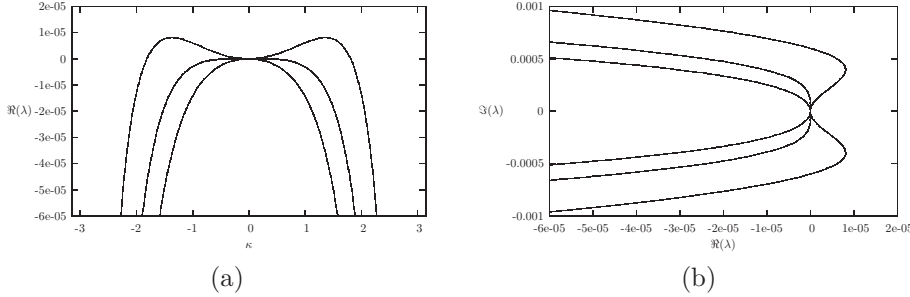 2e-05
1e-05
0
-1e-05
ℜ(λ)
-2e-05
-3e-05
-4e-05
-5e-05
-6e-05
-3 -2 -1 0 1 2 3
κ
(a)
0.001
0.0005
ℑ(λ)
0
-0.0005
-0.001
-6e-05 -5e-05 -4e-05 -3e-05 -2e-05 -1e-05 0 1e-05 2e-05
ℜ(λ)
(b)